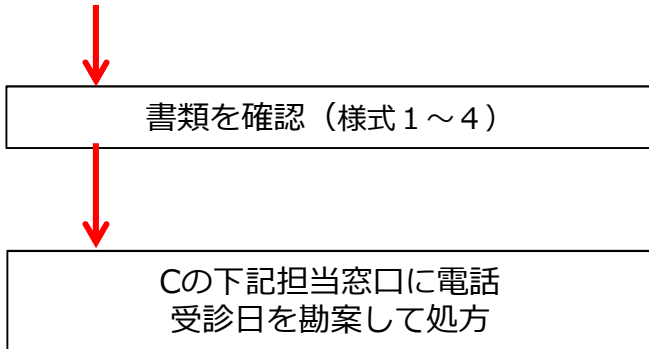 書類を確認（様式１～４）
Cの下記担当窓口に電話
受診日を勘案して処方